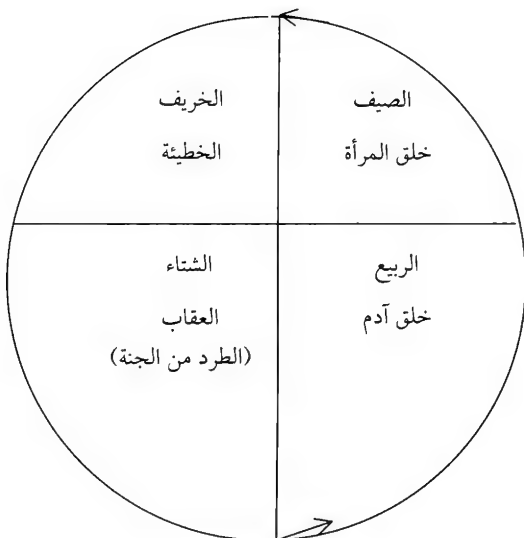 الصيف
خلق المرأة
الخريف
الخطيئة
الربيع
خلق آدم
الشتاء
العقاب
(الطرد من الجنة)